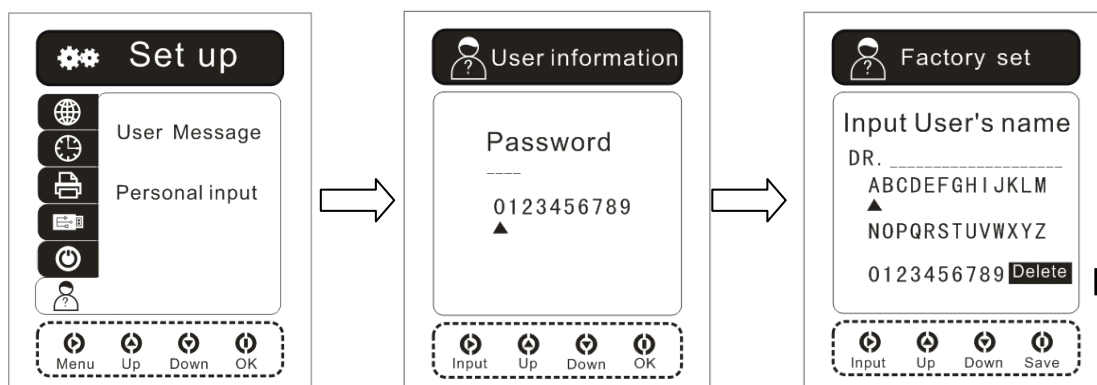 Set up
User Message
Personal input
Menu Up Down OK
User information
Password
----
0123456789
Input Up Down OK
Factory set
Input User's name
DR. ____________________
ABCDEFGHIJKLM
NOPQRSTUVWXYZ
0123456789 Delete
Input Up Down Save